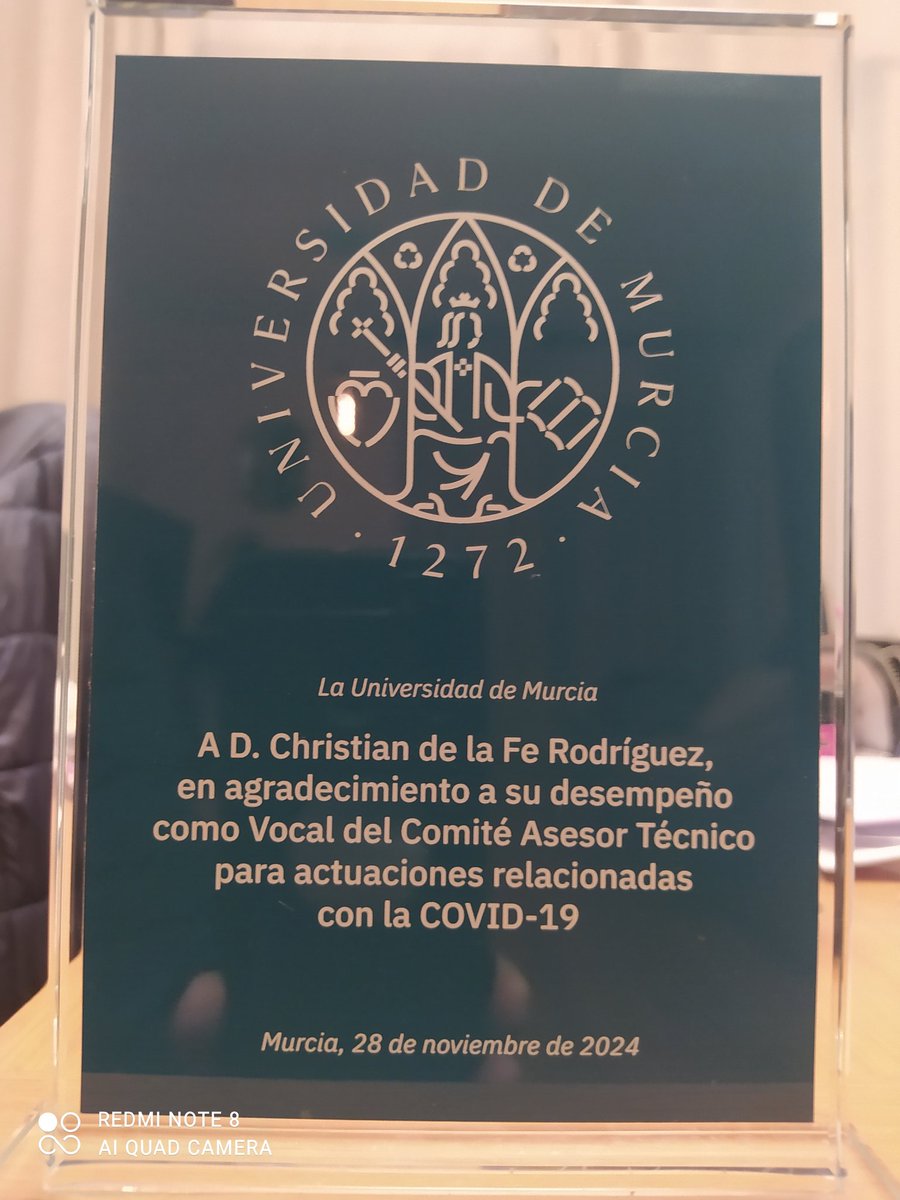 UNIVERSIDAD DE MURCIA
· 1272 ·
La Universidad de Murcia
A D. Christian de la Fe Rodríguez,
en agradecimiento a su desempeño
como Vocal del Comité Asesor Técnico
para actuaciones relacionadas
con la COVID-19
Murcia, 28 de noviembre de 2024
REDMI NOTE 8
AI QUAD CAMERA